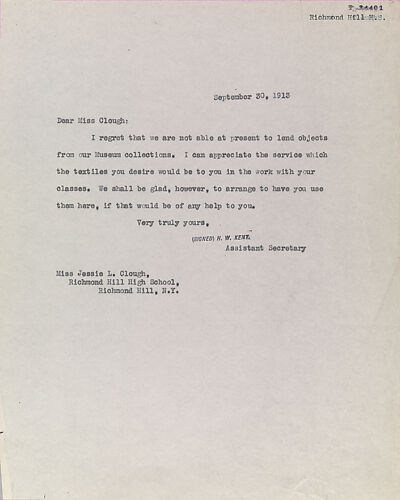 Richmond Hill H.S.
September 30, 1913
Dear Miss Clough:
I regret that we are not able at present to lend objects
from our Museum collections. I can appreciate the service which
the textiles you desire would be to you in the work with your
classes. We shall be glad, however, to arrange to have you use
them here, if that would be of any help to you.
Very truly yours,
(SIGNED) H. W. KENT,
Assistant Secretary
Miss Jessie L. Clough,
Richmond Hill High School,
Richmond Hill, N.Y.